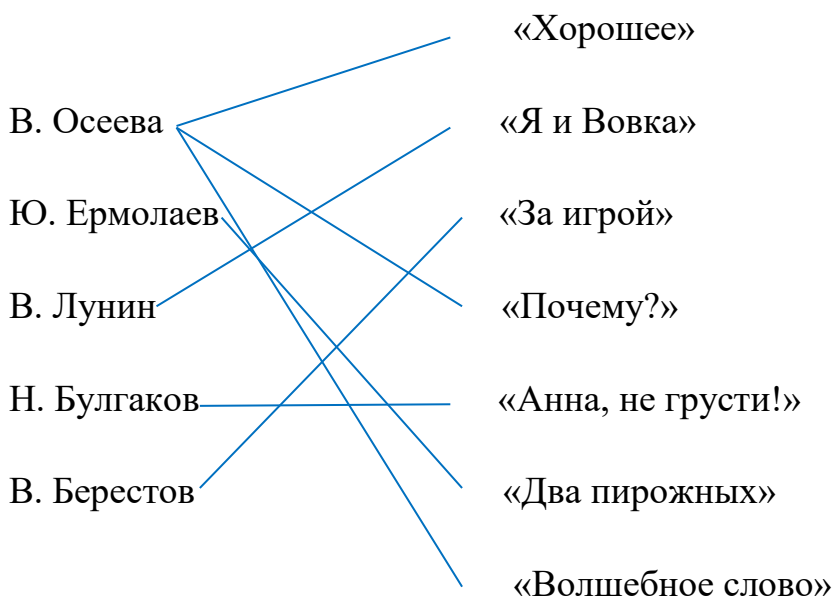 «Хорошее»
В. Осеева «Я и Вовка»
Ю. Ермолаев «За игрой»
В. Лунин «Почему?»
Н. Булгаков «Анна, не грусти!»
В. Берестов «Два пирожных»
«Волшебное слово»